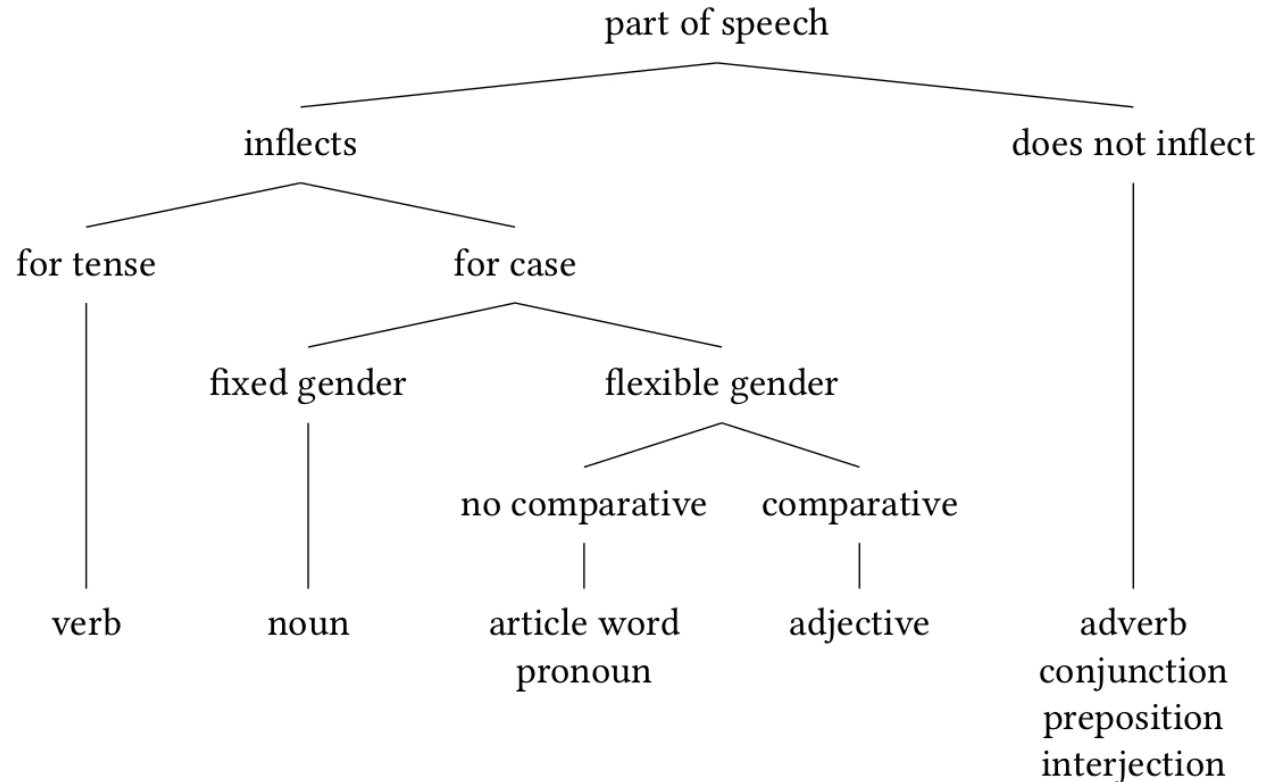 part of speech
inflects
does not inflect
for tense
for case
fixed gender
flexible gender
no comparative
comparative
verb
noun
article word
pronoun
adjective
adverb
conjunction
preposition
interjection